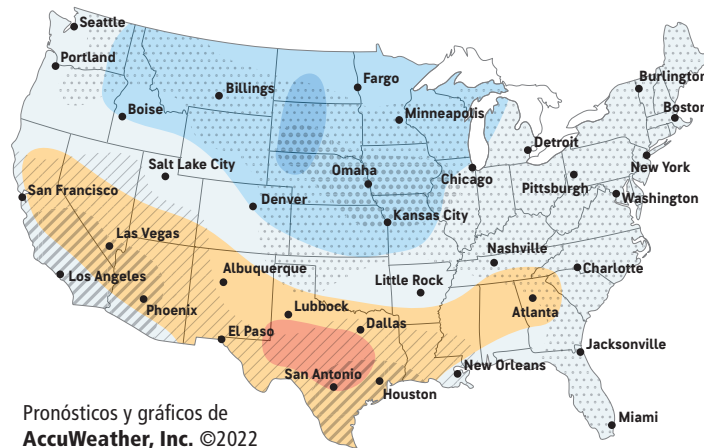 Seattle
Portland
Billings
Fargo
Burlington
Boise
Minneapolis
Boston
Detroit
Salt Lake City
Omaha
Chicago
New York
Pittsburgh
San Francisco
Denver
Washington
Kansas City
Las Vegas
Nashville
Los Angeles
Albuquerque
Little Rock
Charlotte
Phoenix
Lubbock
Atlanta
El Paso
Dallas
Jacksonville
San Antonio
New Orleans
Houston
Miami
Pronósticos y gráficos de
AccuWeather, Inc. ©2022